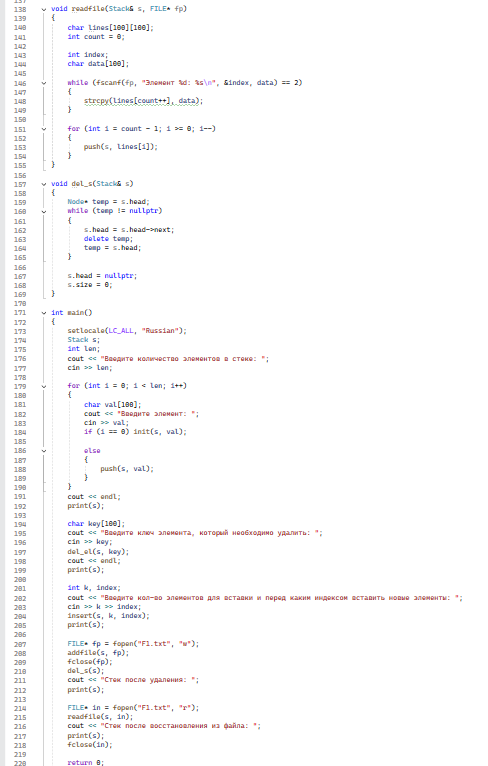 137
138 void readfile(Stack& s, FILE* fp)
139 {
140 char lines[100][100];
141 int count = 0;
142
143 int index;
144 char data[100];
145
146 while (fscanf(fp, "Элемент %d: %s\n", &index, data) == 2)
147 {
148 strcpy(lines[count++], data);
149 }
150
151 for (int i = count - 1; i >= 0; i--)
152 {
153 push(s, lines[i]);
154 }
155 }
156
157 void del_s(Stack& s)
158 {
159 Node* temp = s.head;
160 while (temp != nullptr)
161 {
162 s.head = s.head->next;
163 delete temp;
164 temp = s.head;
165 }
166
167 s.head = nullptr;
168 s.size = 0;
169 }
170
171 int main()
172 {
173 setlocale(LC_ALL, "Russian");
174 Stack s;
175 int len;
176 cout << "Введите количество элементов в стеке: ";
177 cin >> len;
178
179 for (int i = 0; i < len; i++)
180 {
181 char val[100];
182 cout << "Введите элемент: ";
183 cin >> val;
184 if (i == 0) init(s, val);
185
186 else
187 {
188 push(s, val);
189 }
190 }
191 cout << endl;
192 print(s);
193
194 char key[100];
195 cout << "Введите ключ элемента, который необходимо удалить: ";
196 cin >> key;
197 del_el(s, key);
198 cout << endl;
199 print(s);
200
201 int k, index;
202 cout << "Введите кол-во элементов для вставки и перед каким индексом вставить новые элементы: ";
203 cin >> k >> index;
204 insert(s, k, index);
205 print(s);
206
207 FILE* fp = fopen("F1.txt", "w");
208 addfile(s, fp);
209 fclose(fp);
210 del_s(s);
211 cout << "Стек после удаления: ";
212 print(s);
213
214 FILE* in = fopen("F1.txt", "r");
215 readfile(s, in);
216 cout << "Стек после восстановления из файла: ";
217 print(s);
218 fclose(in);
219
220 return 0;